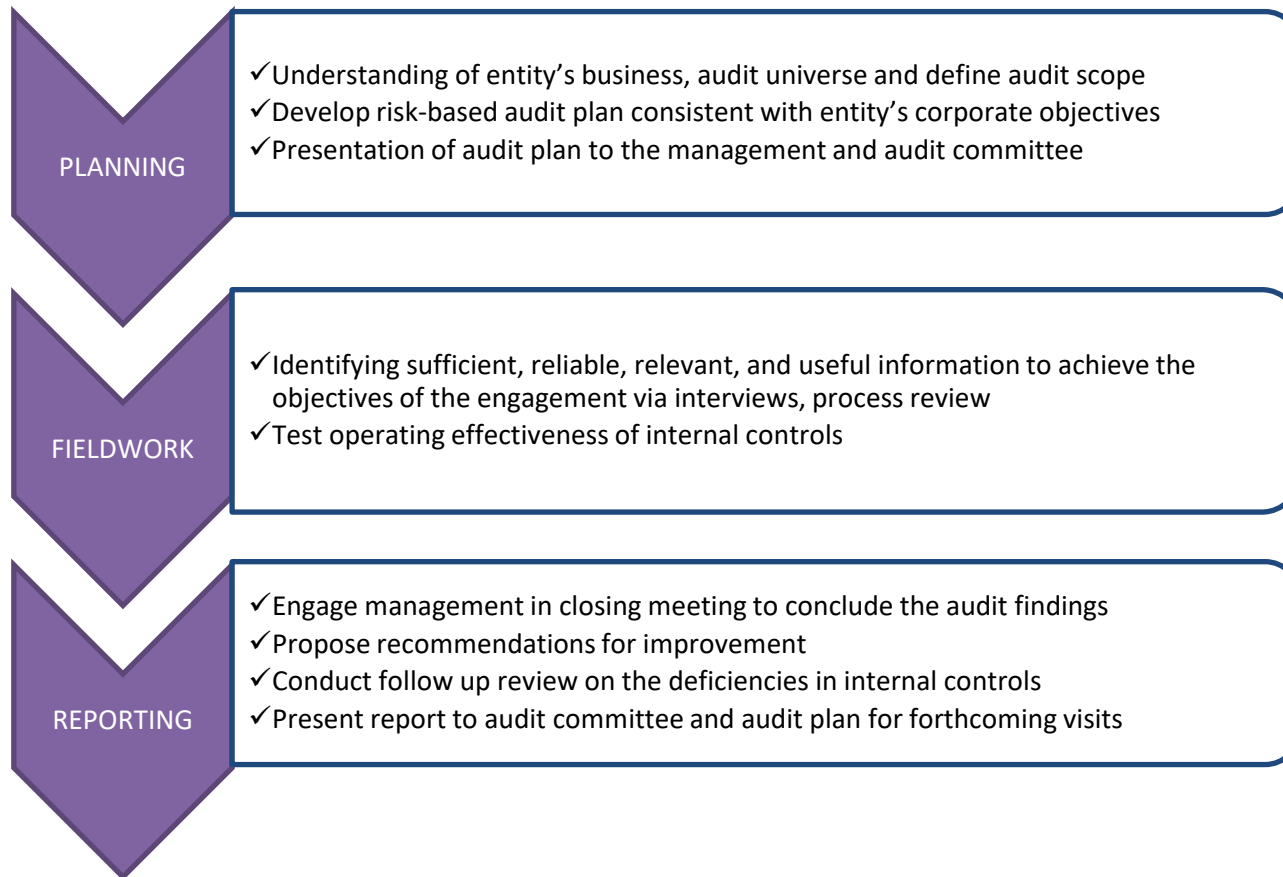 PLANNING
✓Understanding of entity’s business, audit universe and define audit scope
✓Develop risk-based audit plan consistent with entity’s corporate objectives
✓Presentation of audit plan to the management and audit committee
FIELDWORK
✓Identifying sufficient, reliable, relevant, and useful information to achieve the
objectives of the engagement via interviews, process review
✓Test operating effectiveness of internal controls
REPORTING
✓Engage management in closing meeting to conclude the audit findings
✓Propose recommendations for improvement
✓Conduct follow up review on the deficiencies in internal controls
✓Present report to audit committee and audit plan for forthcoming visits